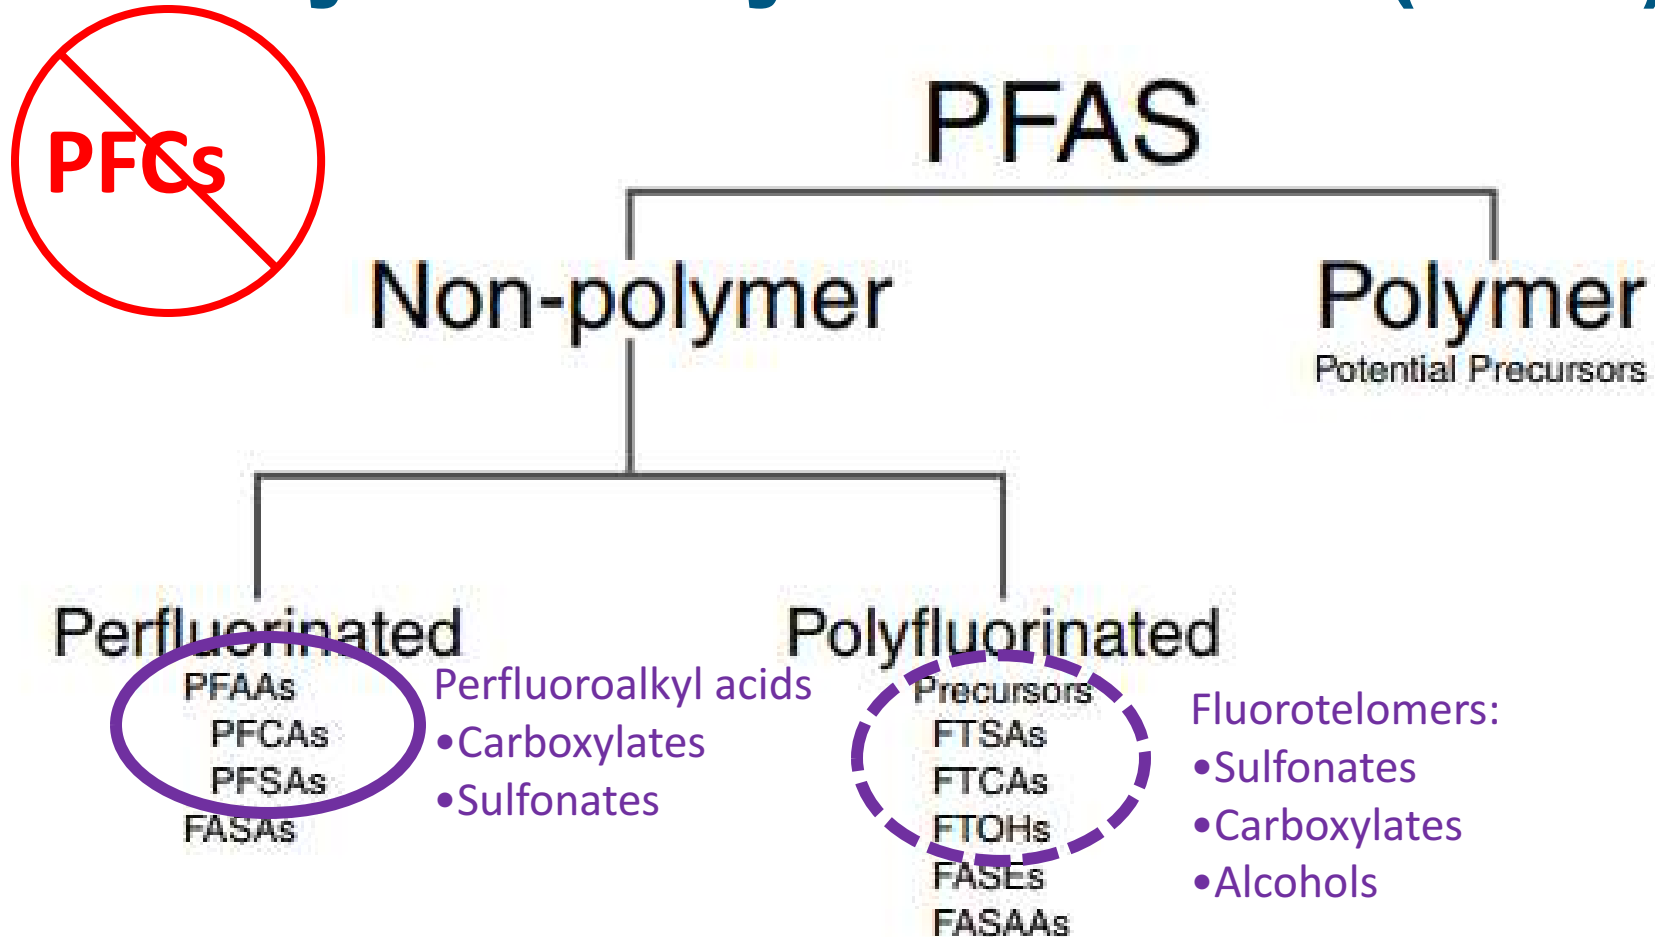 PFCs
PFAS
Non-polymer
Polymer
Potential Precursors
Perfluorinated
PFAAs
PFCAs
PFSAs
FASAs
Perfluoroalkyl acids
•Carboxylates
•Sulfonates
Polyfluorinated
Precursors
FTSAs
FTCAs
FTOHs
FASEs
FASAAs
Fluorotelomers:
•Sulfonates
•Carboxylates
•Alcohols